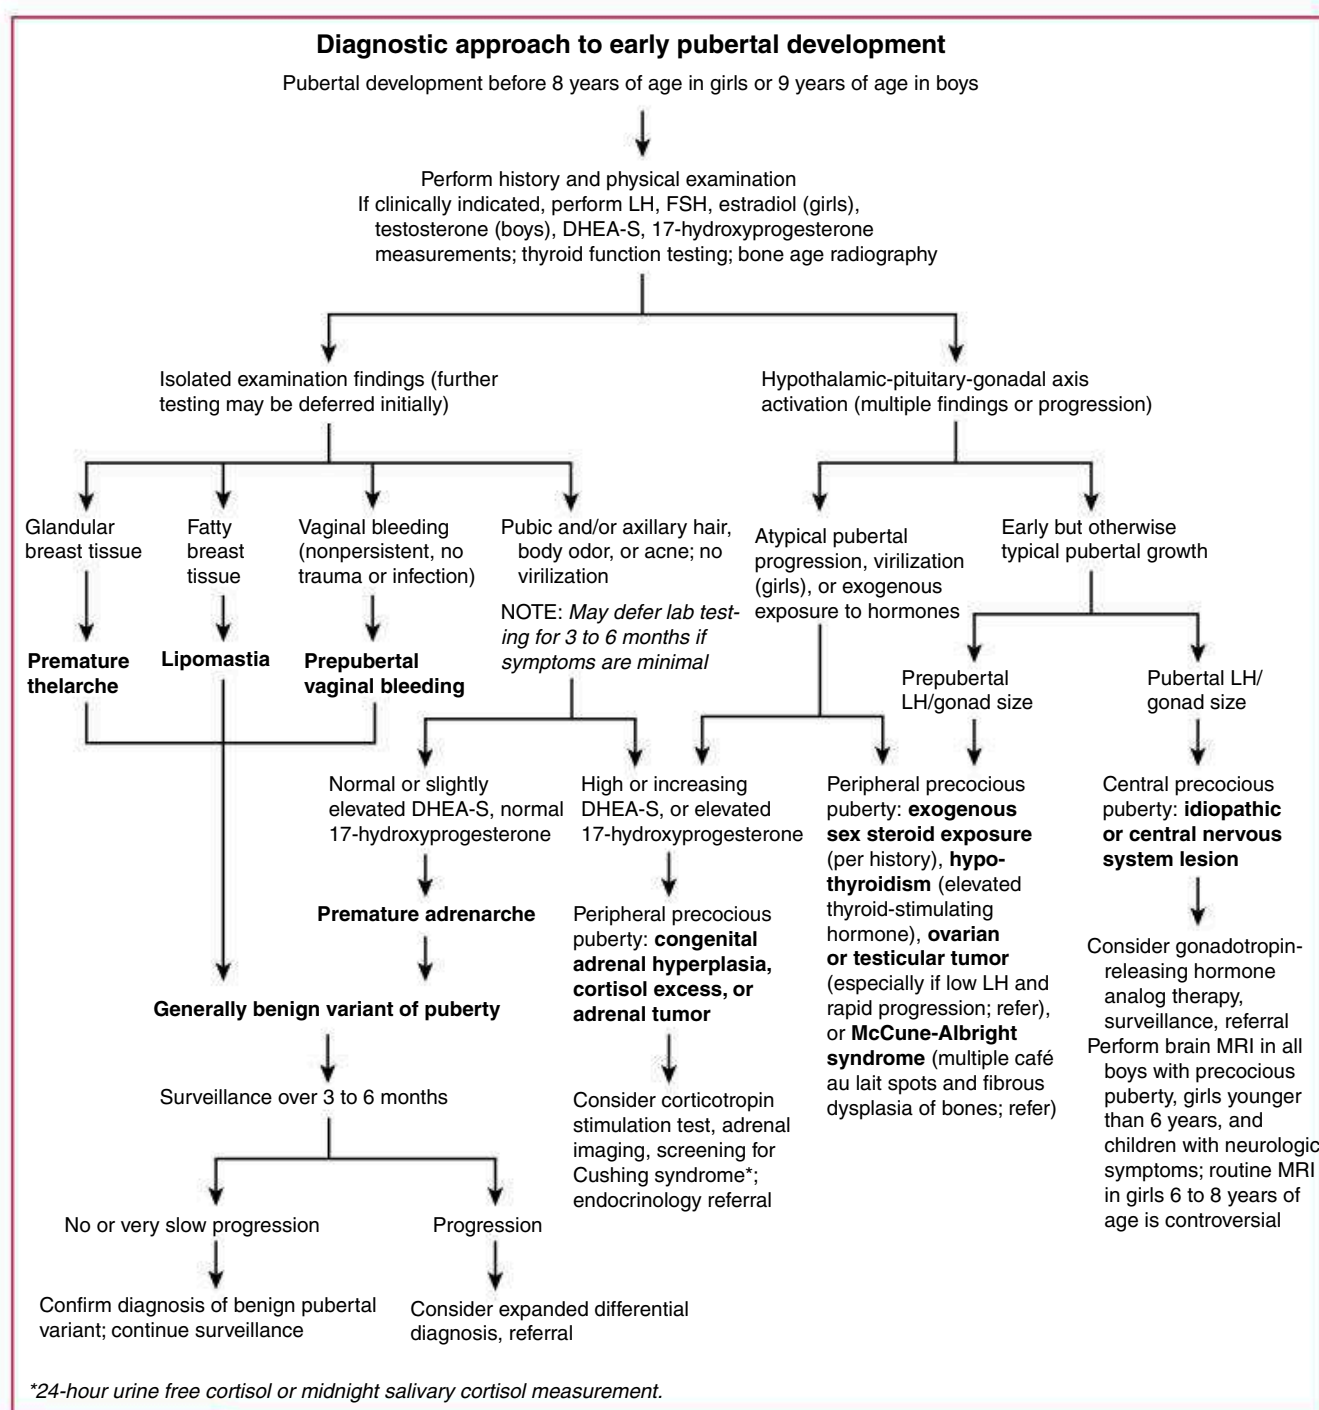 Diagnostic approach to early pubertal development
Pubertal development before 8 years of age in girls or 9 years of age in boys
Perform history and physical examination
If clinically indicated, perform LH, FSH, estradiol (girls),
testosterone (boys), DHEA-S, 17-hydroxyprogesterone
measurements; thyroid function testing; bone age radiography
Isolated examination findings (further
testing may be deferred initially)
Hypothalamic-pituitary-gonadal axis
activation (multiple findings or progression)
Glandular
breast tissue
Fatty
breast
tissue
Vaginal bleeding
(nonpersistent, no
trauma or infection)
Pubic and/or axillary hair,
body odor, or acne; no
virilization
NOTE: May defer lab test-
ing for 3 to 6 months if
symptoms are minimal
Atypical pubertal
progression, virilization
(girls), or exogenous
exposure to hormones
Early but otherwise
typical pubertal growth
Premature
thelarche
Lipomastia
Prepubertal
vaginal bleeding
Prepubertal
LH/gonad size
Pubertal LH/
gonad size
Normal or slightly
elevated DHEA-S, normal
17-hydroxyprogesterone
High or increasing
DHEA-S, or elevated
17-hydroxyprogesterone
Peripheral precocious
puberty: exogenous
sex steroid exposure
(per history), hypo-
thyroidism (elevated
thyroid-stimulating
hormone), ovarian
or testicular tumor
(especially if low LH and
rapid progression; refer),
or McCune-Albright
syndrome (multiple café
au lait spots and fibrous
dysplasia of bones; refer)
Central precocious
puberty: idiopathic
or central nervous
system lesion
Premature adrenarche
Peripheral precocious
puberty: congenital
adrenal hyperplasia,
cortisol excess, or
adrenal tumor
Consider gonadotropin-
releasing hormone
analog therapy,
surveillance, referral
Perform brain MRI in all
boys with precocious
puberty, girls younger
than 6 years, and
children with neurologic
symptoms; routine MRI
in girls 6 to 8 years of
age is controversial
Generally benign variant of puberty
Surveillance over 3 to 6 months
Consider corticotropin
stimulation test, adrenal
imaging, screening for
Cushing syndrome*;
endocrinology referral
No or very slow progression
Progression
Confirm diagnosis of benign pubertal
variant; continue surveillance
Consider expanded differential
diagnosis, referral
*24-hour urine free cortisol or midnight salivary cortisol measurement.